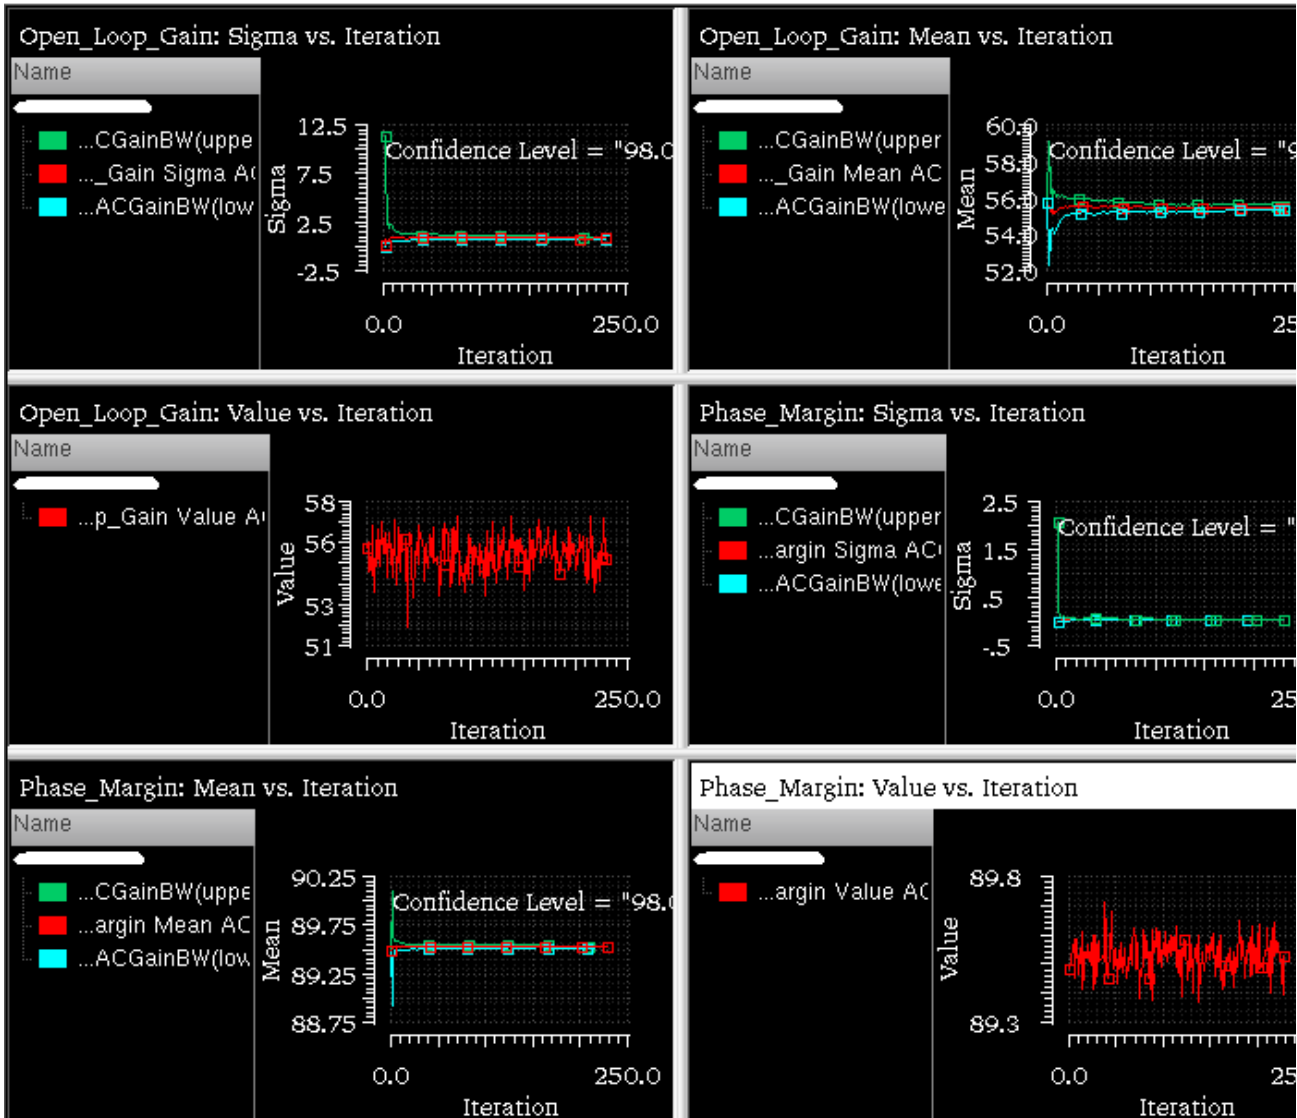 Open_Loop_Gain: Sigma vs. Iteration
Name
...CGainBW(uppe
..._Gain Sigma A
...ACGainBW(low
Sigma
12.5
7.5
2.5
-2.5
Confidence Level = "98.0
0.0
250.0
Iteration
Open_Loop_Gain: Mean vs. Iteration
Name
...CGainBW(upper
..._Gain Mean AC
...ACGainBW(lowe
Mean
60.0
58.0
56.0
54.0
52.0
Confidence Level = "9
0.0
25
Iteration
Open_Loop_Gain: Value vs. Iteration
Name
...p_Gain Value A
Value
58
56
53
51
0.0
250.0
Iteration
Phase_Margin: Sigma vs. Iteration
Name
...CGainBW(upper
...argin Sigma AC
...ACGainBW(lowe
Sigma
2.5
1.5
.5
-.5
Confidence Level = "
0.0
25
Iteration
Phase_Margin: Mean vs. Iteration
Name
...CGainBW(uppe
...argin Mean AC
...ACGainBW(low
Mean
90.25
89.75
89.25
88.75
Confidence Level = "98.0
0.0
250.0
Iteration
Phase_Margin: Value vs. Iteration
Name
...argin Value AC
Value
89.8
89.3
0.0
25
Iteration